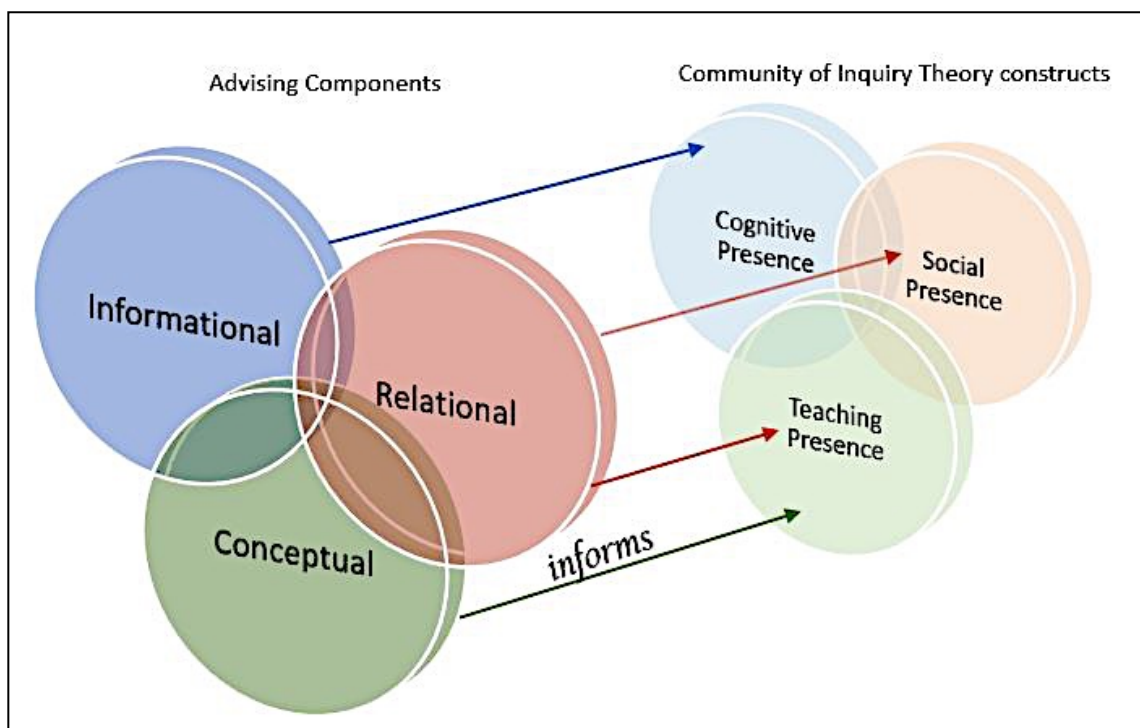 Advising Components
Community of Inquiry Theory constructs
Informational
Relational
Conceptual
informs
Cognitive
Presence
Social
Presence
Teaching
Presence